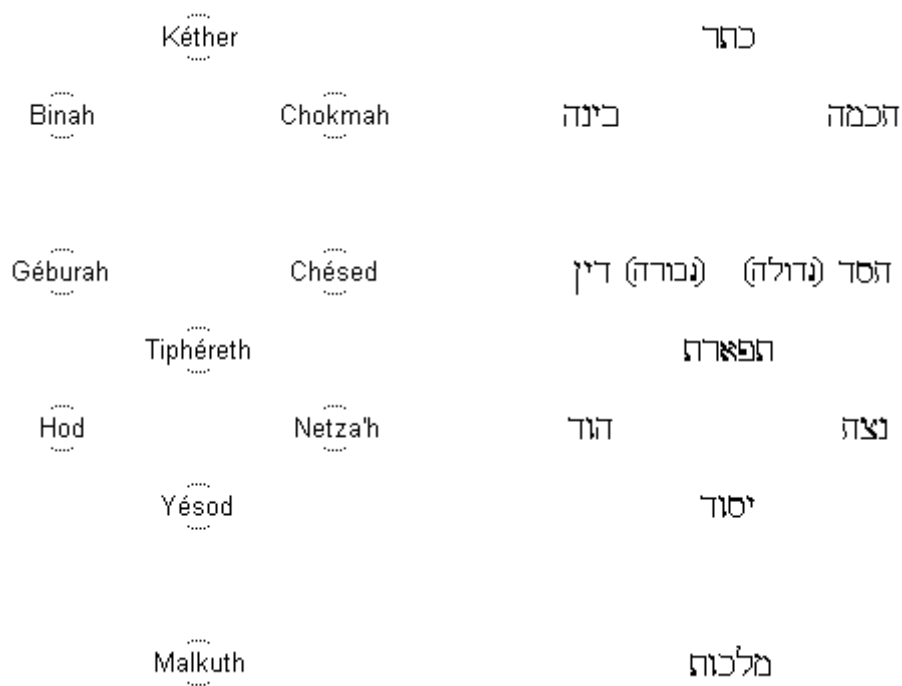 Kéther כתר
Binah Chokmah בינה חכמה
Géburah Chésed דין (גבורה) חסד (גדולה)
Tiphéreth תפארת
Hod Netza'h הוד נצח
Yésod יסוד
Malkuth מלכות